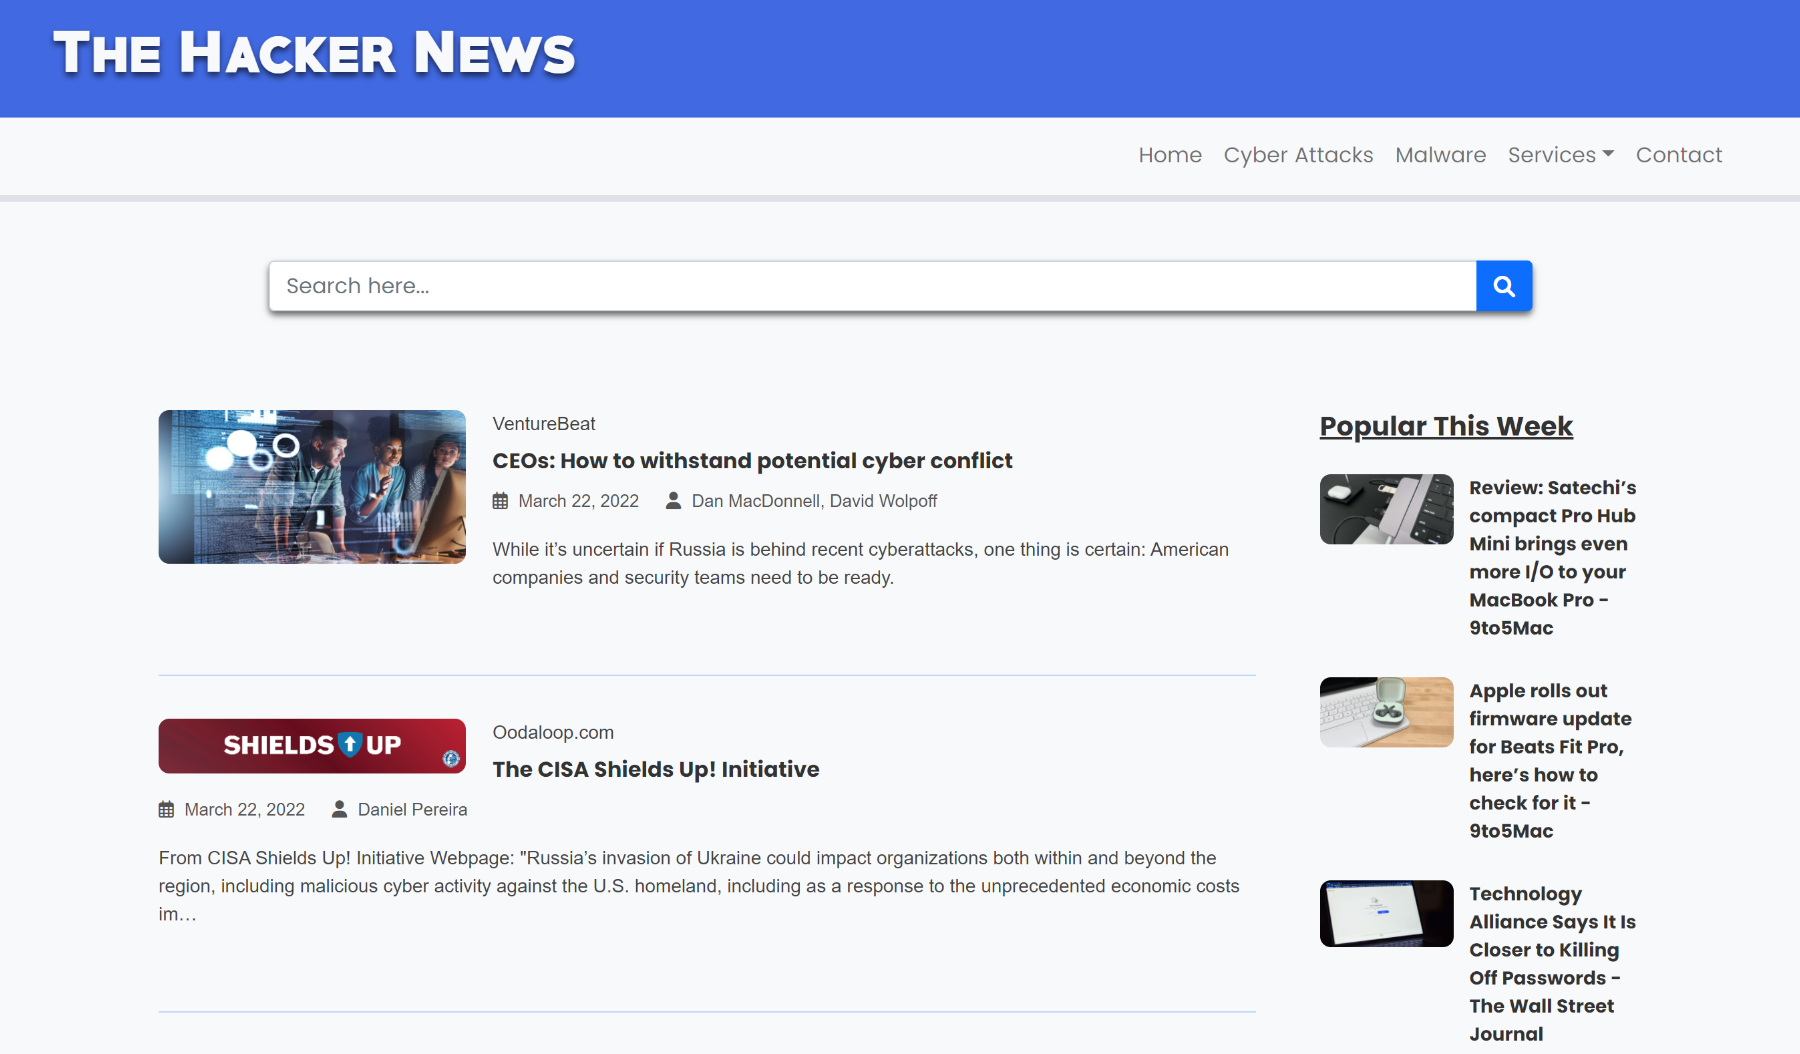 The Hacker News
Home Cyber Attacks Malware Services Contact
Search here...
VentureBeat
CEOs: How to withstand potential cyber conflict
March 22, 2022 Dan MacDonnell, David Wolpoff
While it’s uncertain if Russia is behind recent cyberattacks, one thing is certain: American
companies and security teams need to be ready.
SHIELDS UP
Oodaloop.com
The CISA Shields Up! Initiative
March 22, 2022 Daniel Pereira
From CISA Shields Up! Initiative Webpage: "Russia’s invasion of Ukraine could impact organizations both within and beyond the
region, including malicious cyber activity against the U.S. homeland, including as a response to the unprecedented economic costs
im…
Popular This Week
Review: Satechi’s
compact Pro Hub
Mini brings even
more I/O to your
MacBook Pro -
9to5Mac
Apple rolls out
firmware update
for Beats Fit Pro,
here’s how to
check for it -
9to5Mac
Technology
Alliance Says It Is
Closer to Killing
Off Passwords -
The Wall Street
Journal